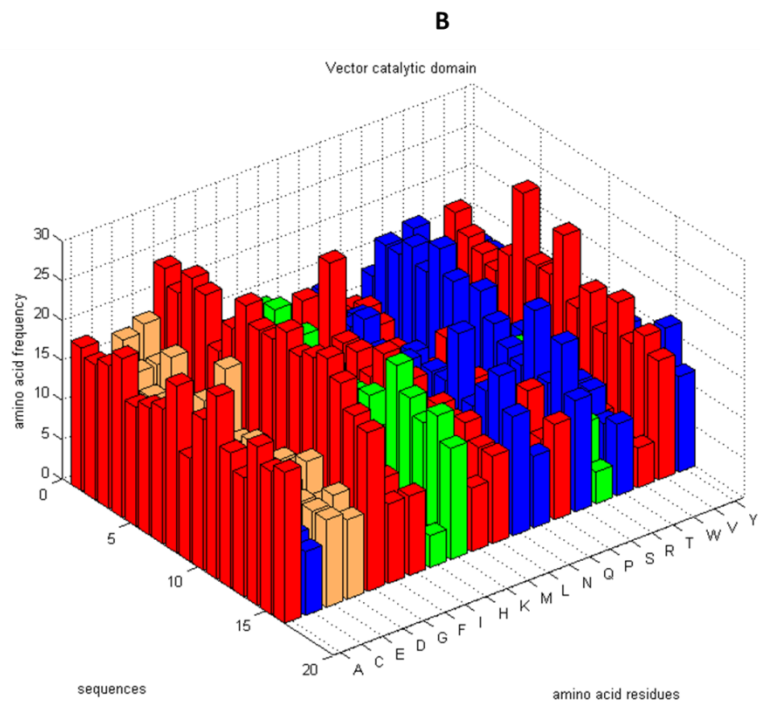 B
Vector catalytic domain
30
25
20
15
10
5
0
amino acid frequency
0
5
10
15
20
sequences
A C E D G F I H K M L N Q P S R T W V Y
amino acid residues